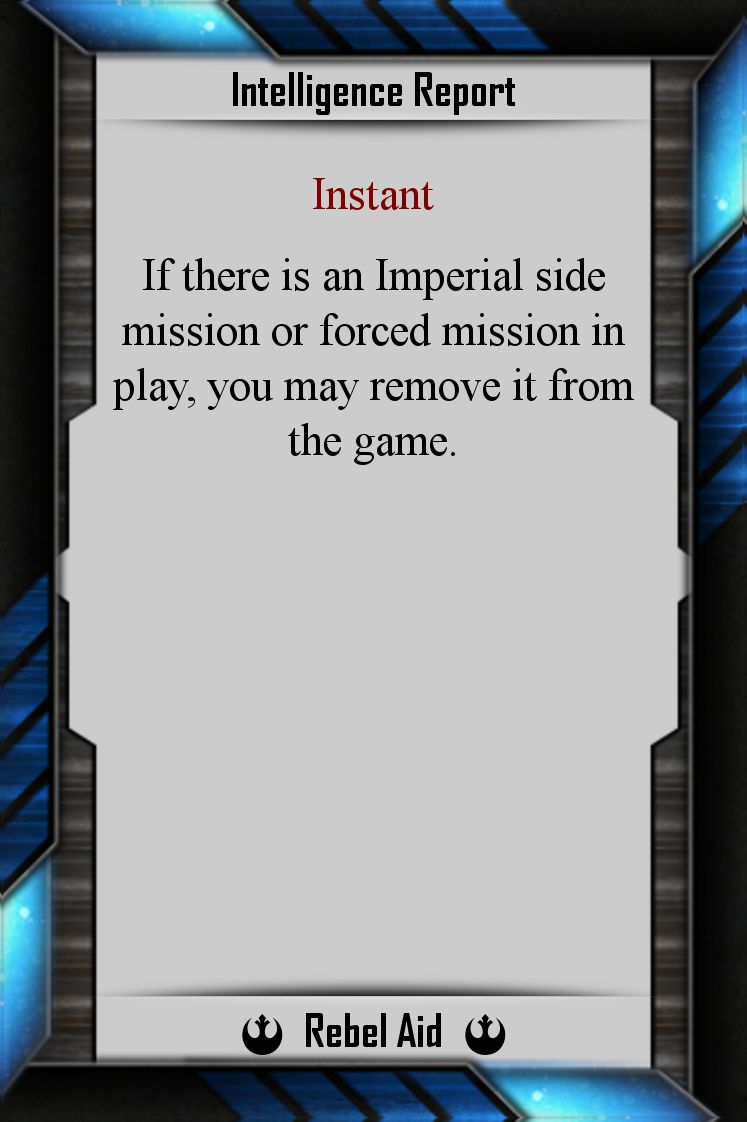 Intelligence Report
Instant
If there is an Imperial side
mission or forced mission in
play, you may remove it from
the game.
Rebel Aid